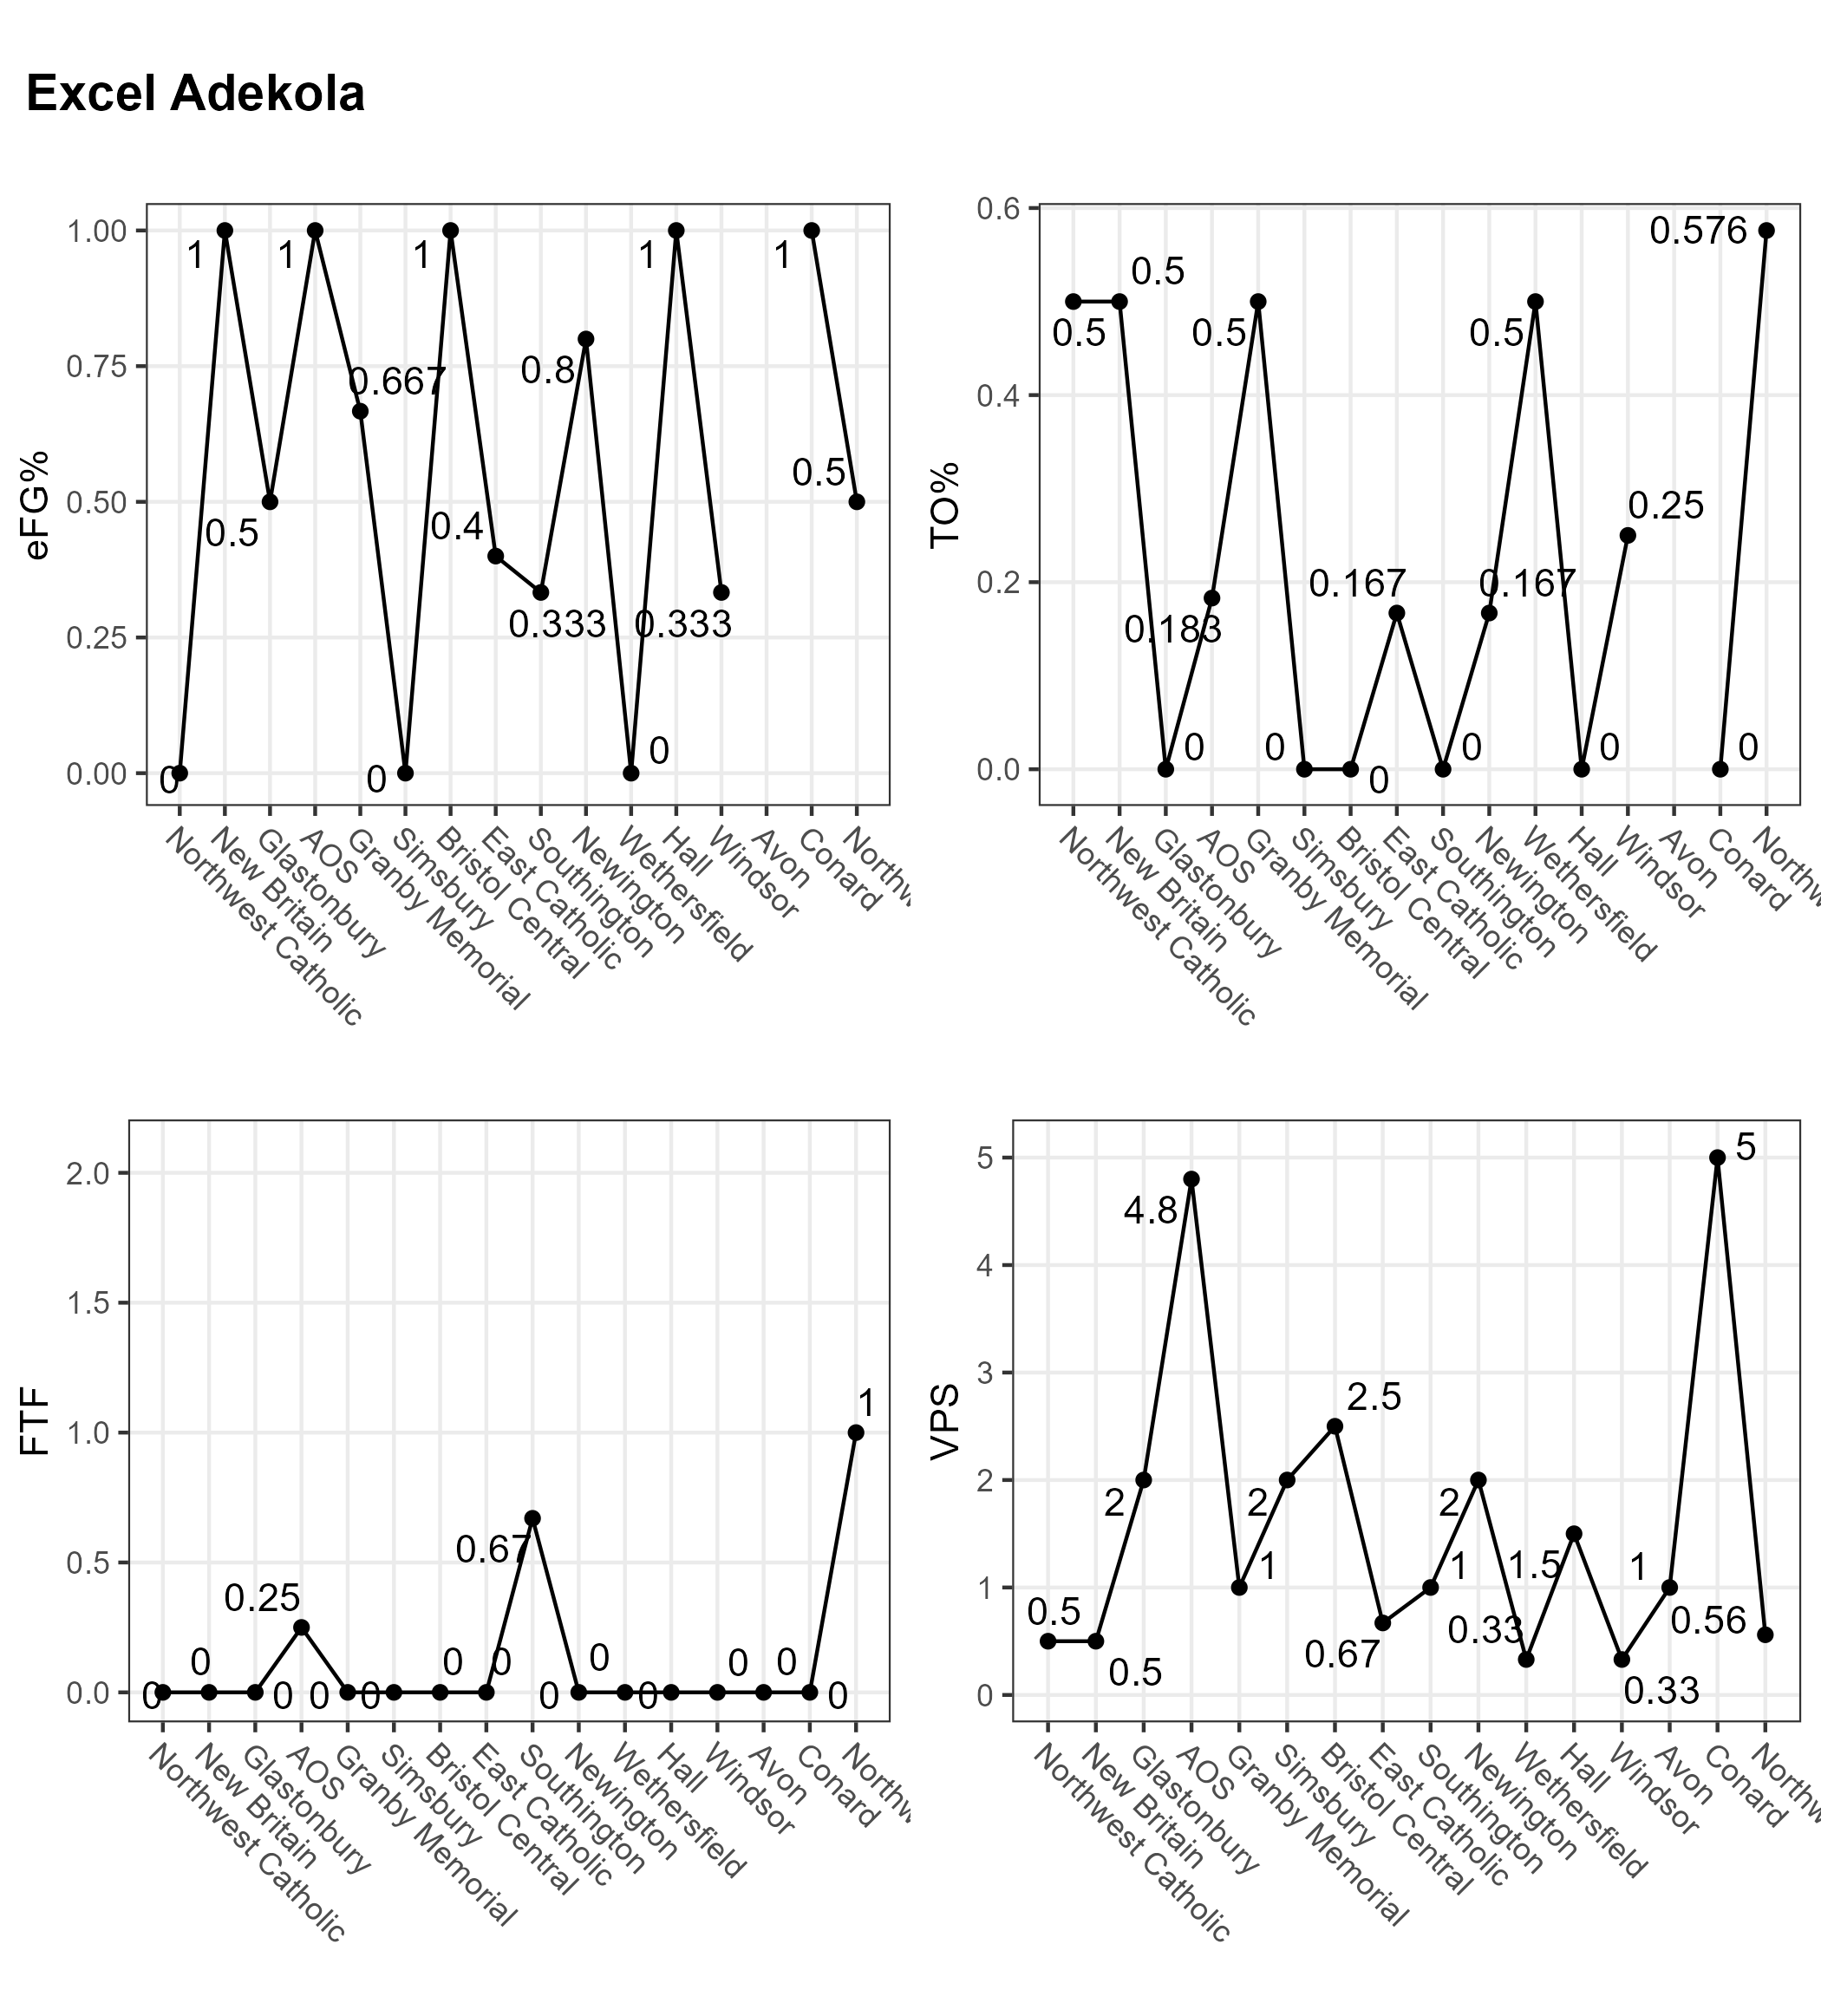 Excel Adekola
eFG%
1.00
0.75
0.50
0.25
0.00
0
1
0.5
1
0.667
0
1
0.4
0.333
0.8
0
1
0.333
1
0.5
Northwest Catholic
New Britain
Glastonbury
AOS
Granby Memorial
Simsbury
Bristol Central
East Catholic
Southington
Newington
Wethersfield
Hall
Windsor
Avon
Conard
TO%
0.6
0.4
0.2
0.0
0.5
0.5
0
0.183
0.5
0
0
0.167
0
0.167
0.5
0
0.25
0
0.576
Northwest Catholic
New Britain
Glastonbury
AOS
Granby Memorial
Simsbury
Bristol Central
East Catholic
Southington
Newington
Wethersfield
Hall
Windsor
Avon
Conard
FTF
2.0
1.5
1.0
0.5
0.0
0
0
0
0.25
0
0
0
0
0.67
0
0
0
0
0
0
1
Northwest Catholic
New Britain
Glastonbury
AOS
Granby Memorial
Simsbury
Bristol Central
East Catholic
Southington
Newington
Wethersfield
Hall
Windsor
Avon
Conard
VPS
5
4
3
2
1
0
0.5
0.5
2
4.8
1
2
2.5
0.67
1
2
0.33
1.5
0.33
1
5
0.56
Northwest Catholic
New Britain
Glastonbury
AOS
Granby Memorial
Simsbury
Bristol Central
East Catholic
Southington
Newington
Wethersfield
Hall
Windsor
Avon
Conard